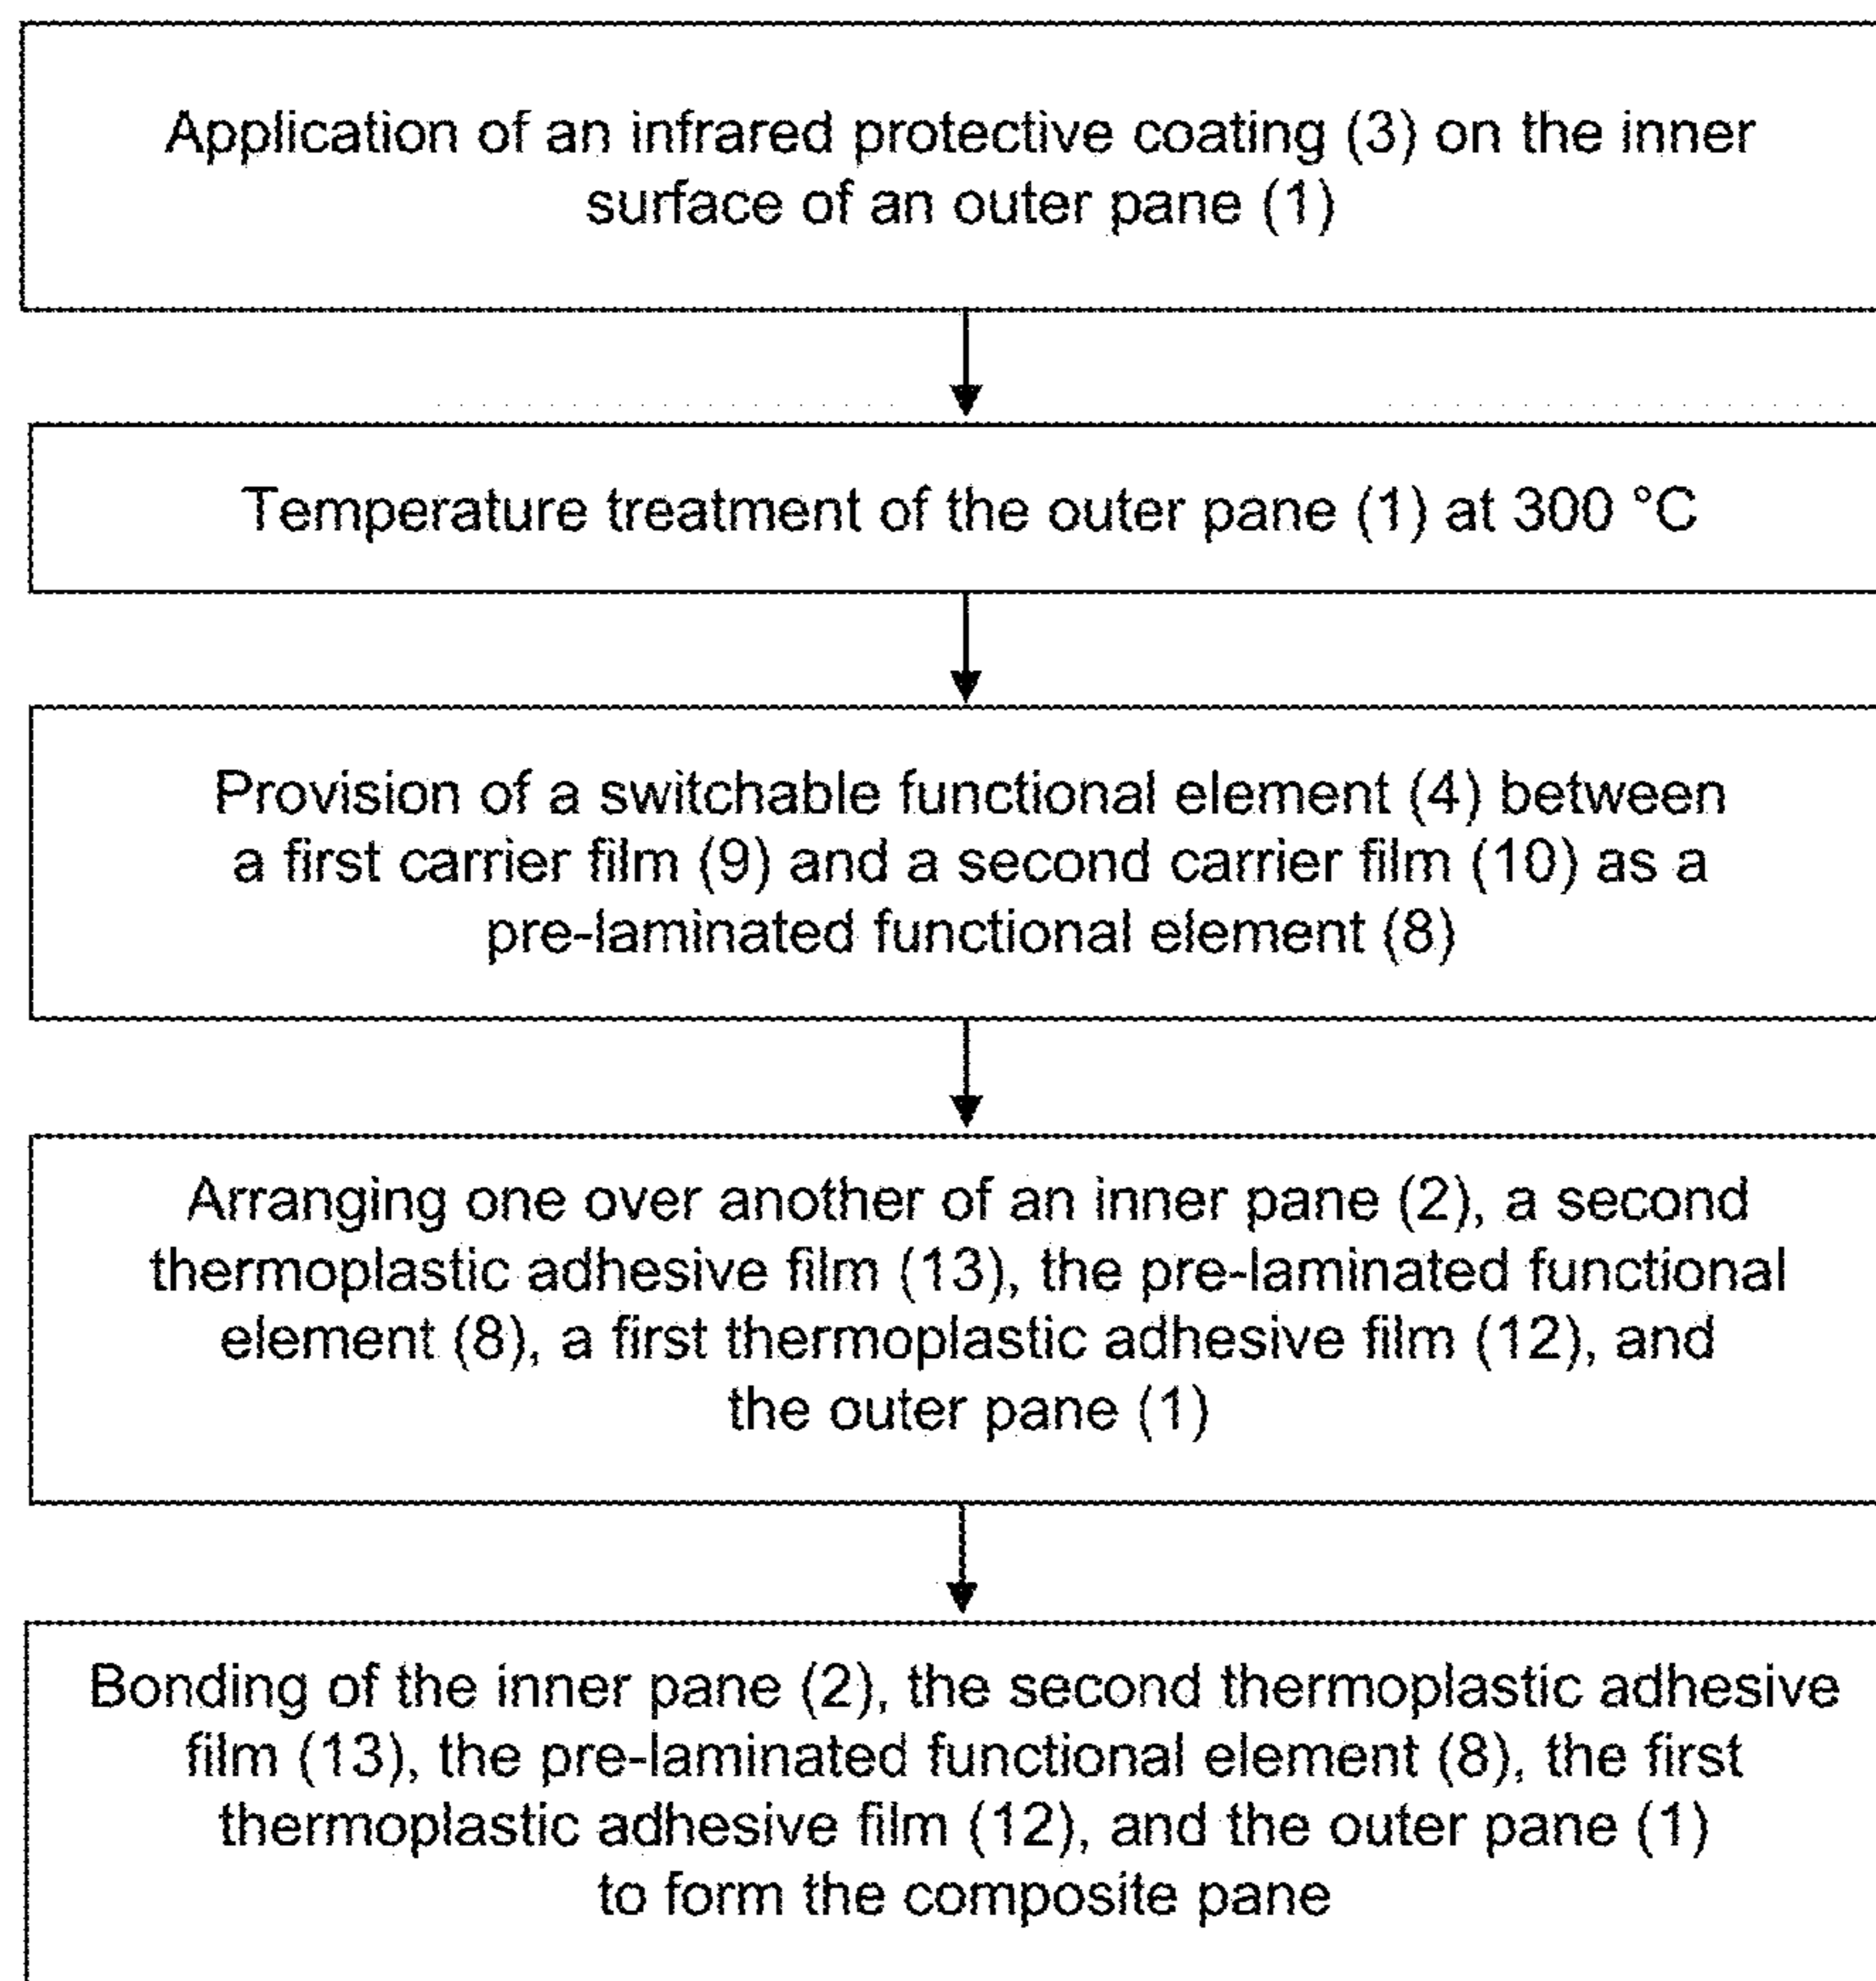 Application of an infrared protective coating (3) on the inner
surface of an outer pane (1)
Temperature treatment of the outer pane (1) at 300 °C
Provision of a switchable functional element (4) between
a first carrier film (9) and a second carrier film (10) as a
pre-laminated functional element (8)
Arranging one over another of an inner pane (2), a second
thermoplastic adhesive film (13), the pre-laminated functional
element (8), a first thermoplastic adhesive film (12), and
the outer pane (1)
Bonding of the inner pane (2), the second thermoplastic adhesive
film (13), the pre-laminated functional element (8), the first
thermoplastic adhesive film (12), and the outer pane (1)
to form the composite pane